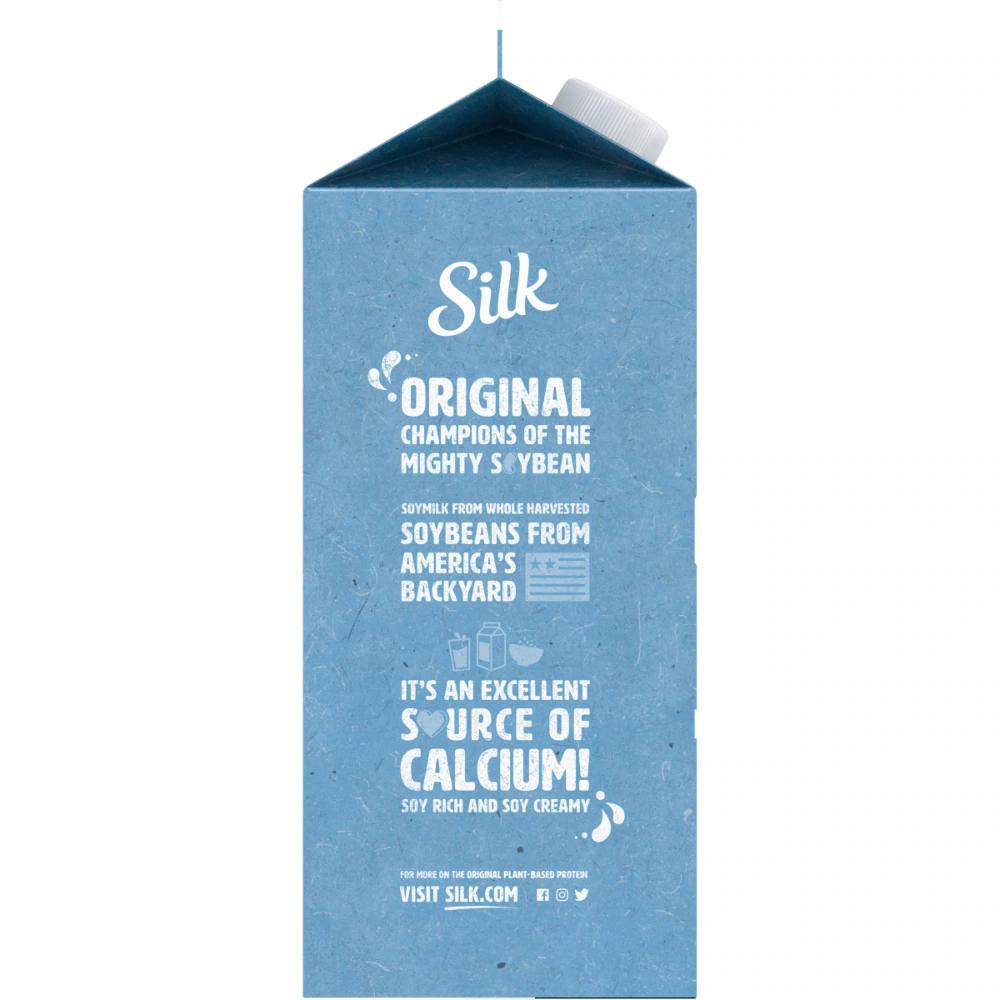 Silk
ORIGINAL
CHAMPIONS OF THE
MIGHTY SOYBEAN
SOYMILK FROM WHOLE HARVESTED
SOYBEANS FROM
AMERICA'S
BACKYARD
IT'S AN EXCELLENT
SOURCE OF
CALCIUM!
SOY RICH AND SOY CREAMY
FOR MORE ON THE ORIGINAL PLANT-BASED PROTEIN
VISIT SILK.COM